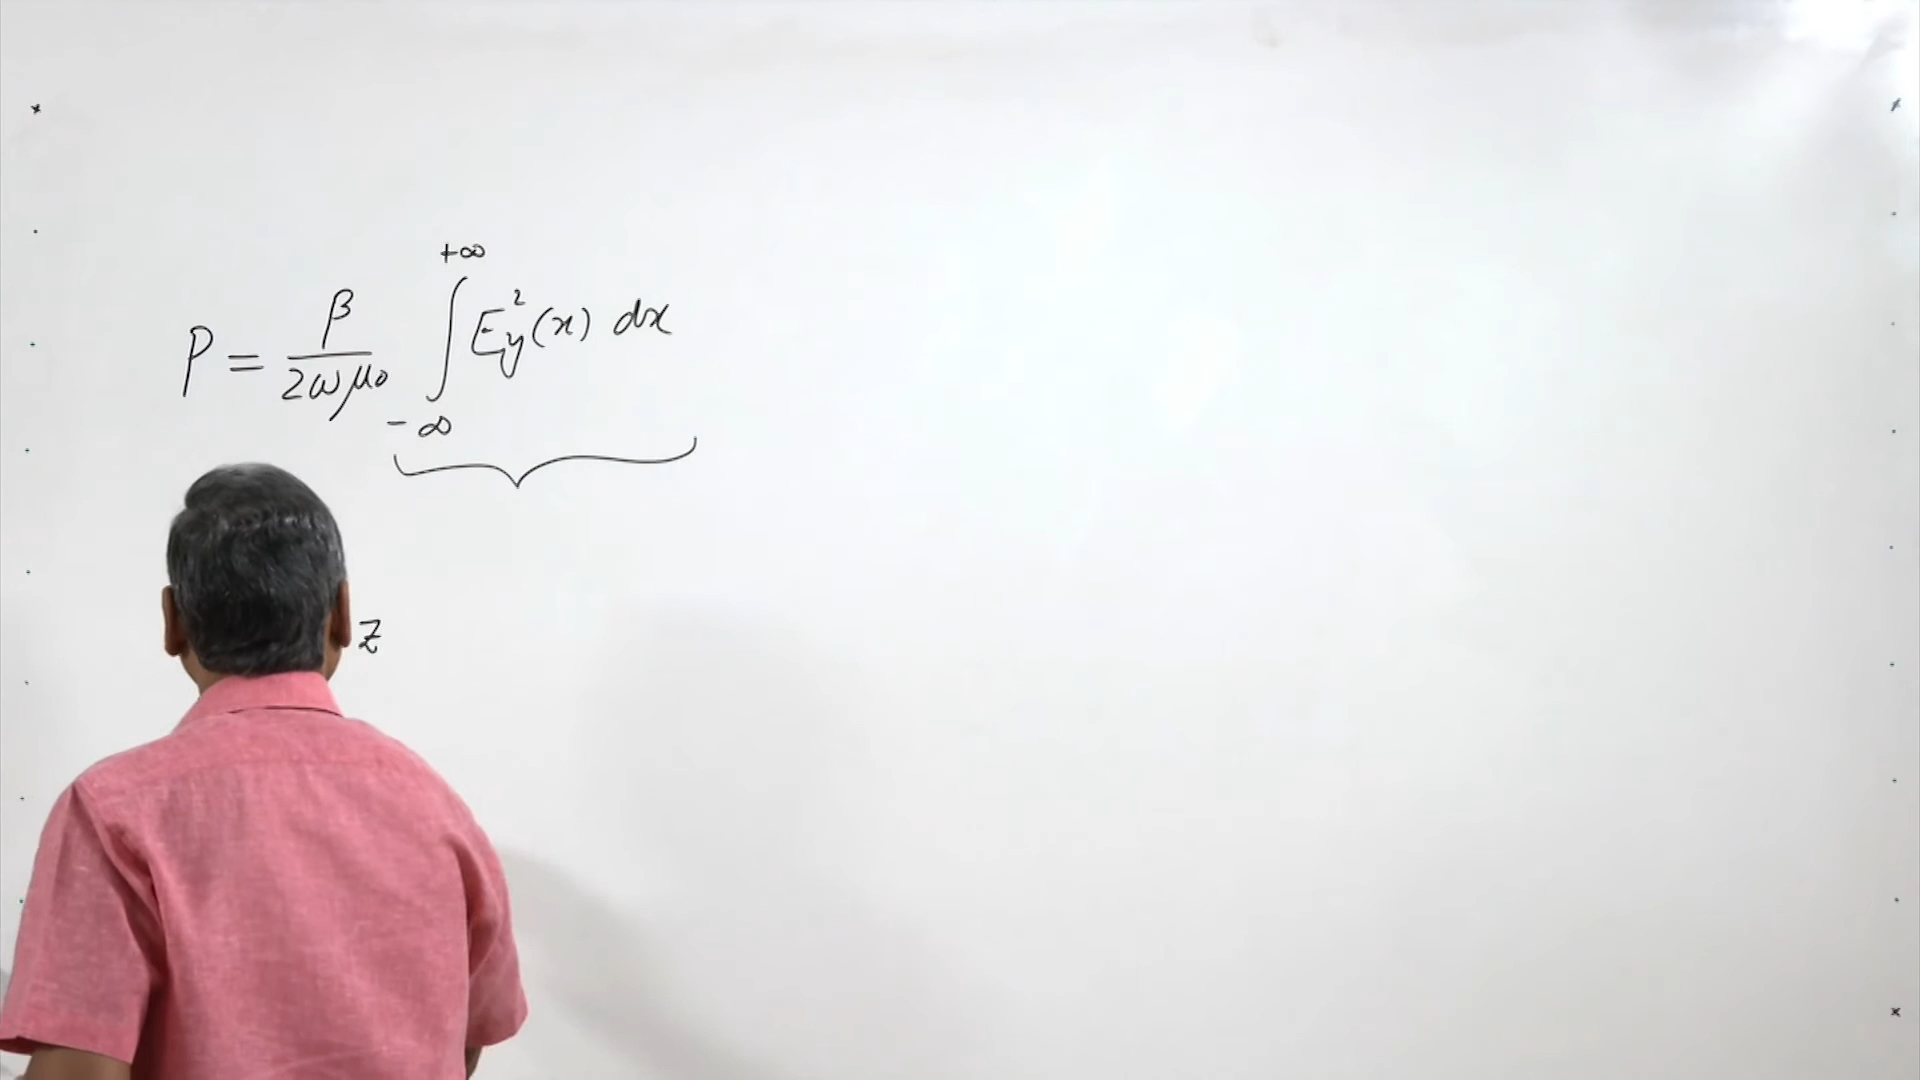 P = β / 2ωμ₀ ∫_{-∞}^{+∞} E_y²(x) dx
z